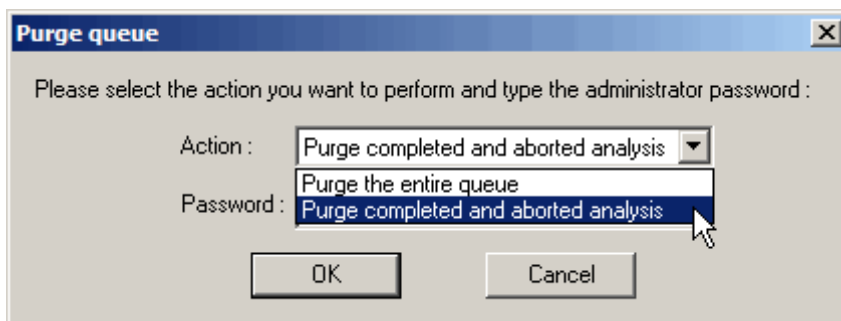 Purge queue
Please select the action you want to perform and type the administrator password :
Action : Purge completed and aborted analysis
Purge the entire queue
Password : Purge completed and aborted analysis
OK Cancel